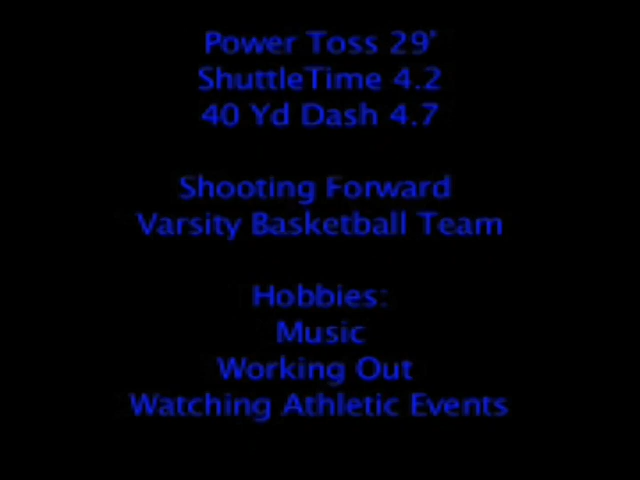 Power Toss 29'
ShuttleTime 4.2
40 Yd Dash 4.7
Shooting Forward
Varsity Basketball Team
Hobbies:
Music
Working Out
Watching Athletic Events